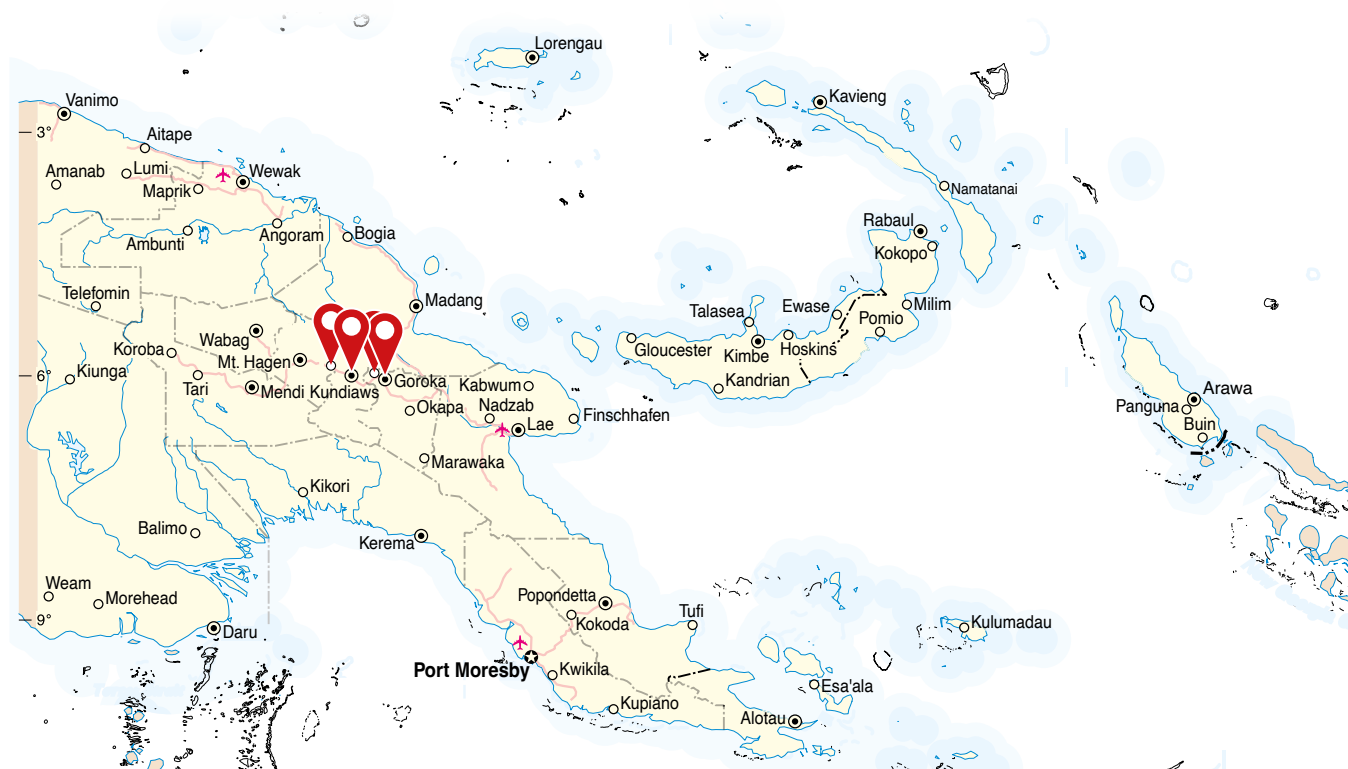 Lorengau
Vanimo
Kavieng
3°
Aitape
Amanab
Lumi
Wewak
Maprik
Namatanai
Rabaul
Ambunti
Angoram
Bogia
Kokopo
Telefomin
Madang
Talasea
Ewase
Milim
Pomio
Wabag
Koroba
Mt. Hagen
Gloucester
Kimbe
Hoskins
6°
Kiunga
Tari
Mendi
Kundiaws
Goroka
Kabwum
Kandrian
Arawa
Okapa
Nadzab
Finschhafen
Panguna
Lae
Buin
Marawaka
Kikori
Balimo
Kerema
Weam
Morehead
Popondetta
Tufi
9°
Daru
Kokoda
Kulumadau
Port Moresby
Kwikila
Esa'ala
Kupiano
Alotau